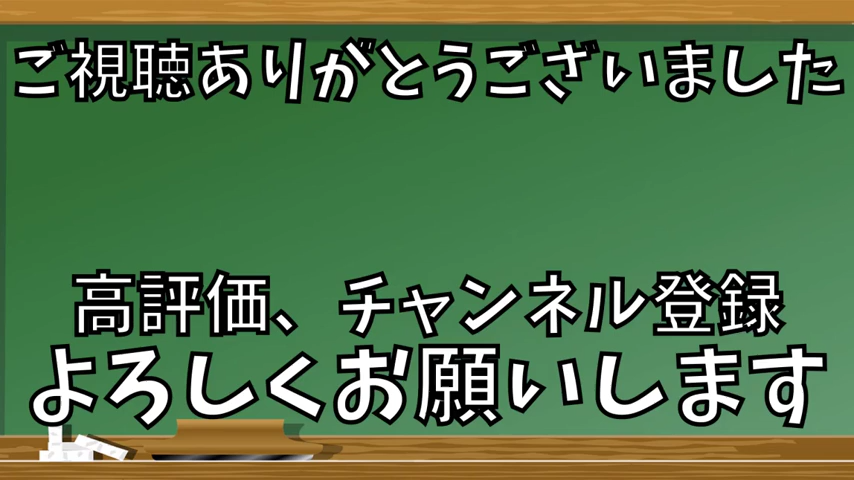 ご視聴ありがとうございました
高評価、チャンネル登録
よろしくお願いします